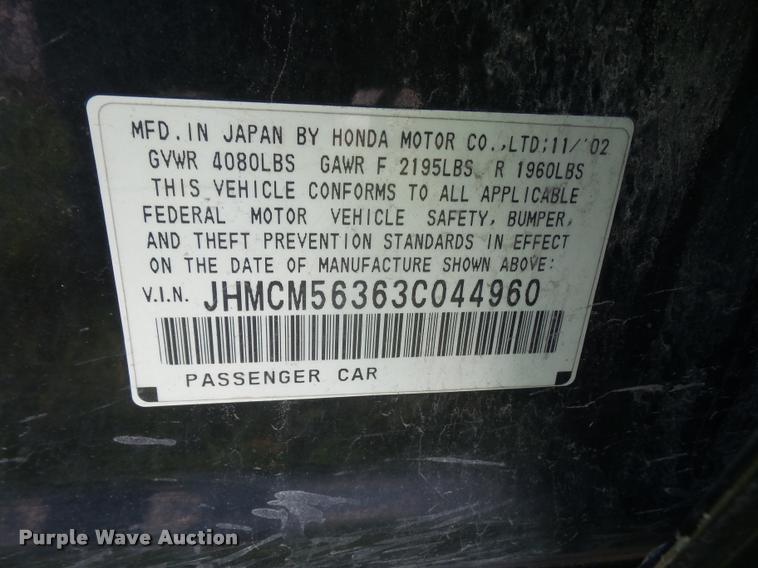 MFD. IN JAPAN BY HONDA MOTOR CO., LTD; 11/'02
GVWR 4080LBS GAWR F 2195LBS R 1960LBS
THIS VEHICLE CONFORMS TO ALL APPLICABLE
FEDERAL MOTOR VEHICLE SAFETY, BUMPER,
AND THEFT PREVENTION STANDARDS IN EFFECT
ON THE DATE OF MANUFACTURE SHOWN ABOVE:
V.I.N. JHMCM56363C044960
PASSENGER CAR
Purple Wave Auction